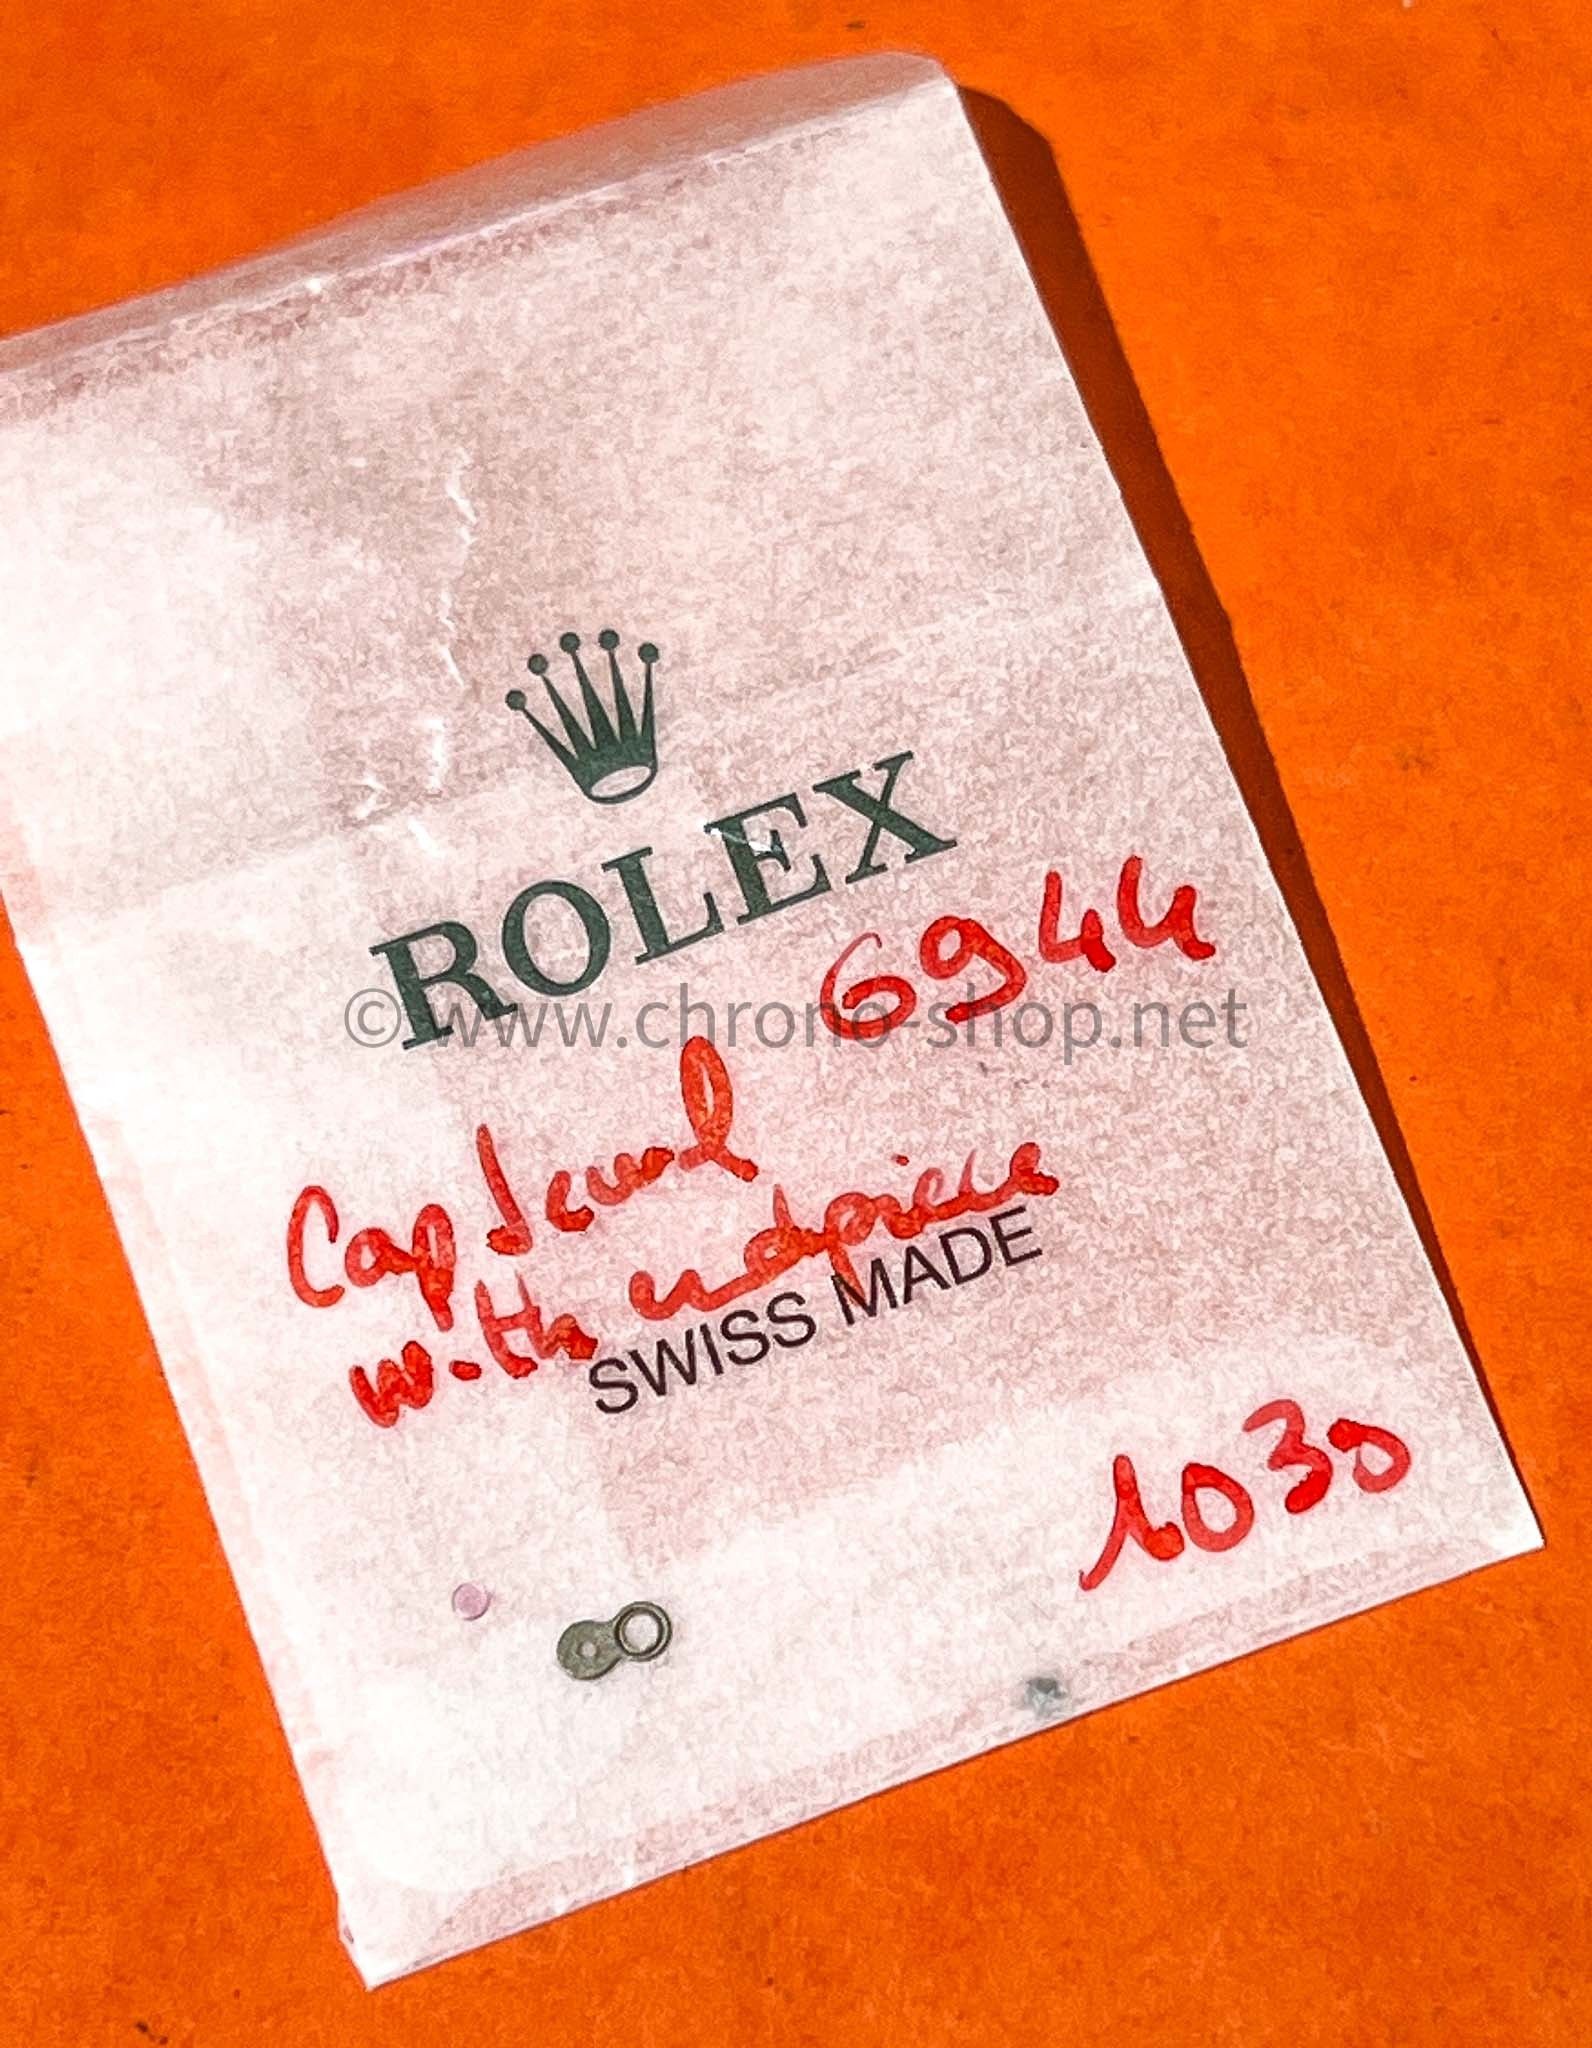 ROLEX
6944
© www.chrono-shop.net
Cap Jewel
with endpiece
SWISS MADE
1030